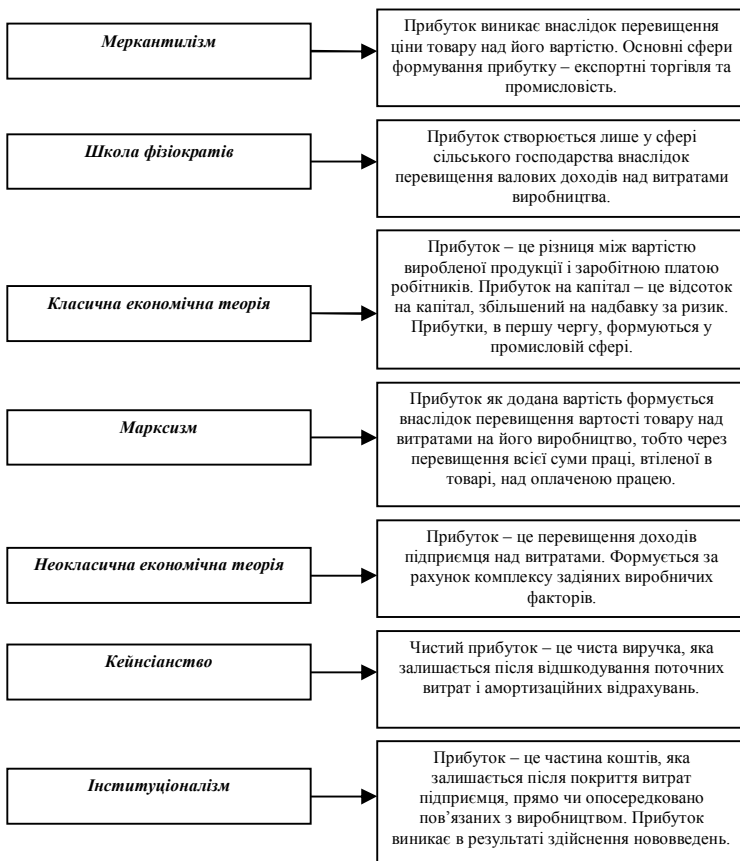 Меркантилізм
Прибуток виникає внаслідок перевищення
ціни товару над його вартістю. Основні сфери
формування прибутку – експортні торгівля та
промисловість.
Школа фізіократів
Прибуток створюється лише у сфері
сільського господарства внаслідок
перевищення валових доходів над витратами
виробництва.
Класична економічна теорія
Прибуток – це різниця між вартістю
виробленої продукції і заробітною платою
робітників. Прибуток на капітал – це відсоток
на капітал, збільшений на надбавку за ризик.
Прибутки, в першу чергу, формуються у
промисловій сфері.
Марксизм
Прибуток як додана вартість формується
внаслідок перевищення вартості товару над
витратами на його виробництво, тобто через
перевищення всієї суми праці, втіленої в
товарі, над оплаченою працею.
Неокласична економічна теорія
Прибуток – це перевищення доходів
підприємця над витратами. Формується за
рахунок комплексу задіяних виробничих
факторів.
Кейнсіанство
Чистий прибуток – це чиста виручка, яка
залишається після відшкодування поточних
витрат і амортизаційних відрахувань.
Інституціоналізм
Прибуток – це частина коштів, яка
залишається після покриття витрат
підприємця, прямо чи опосередковано
пов’язаних з виробництвом. Прибуток
виникає в результаті здійснення нововведень.